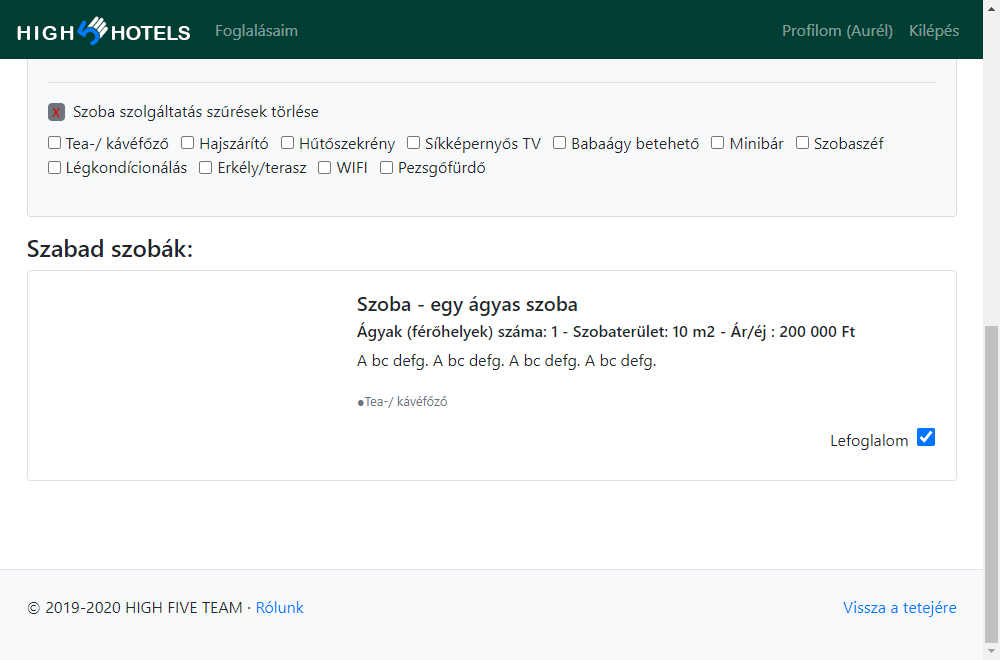 HIGH HOTELS Foglalásaim Profilom (Aurél) Kilépés
X Szoba szolgáltatás szűrések törlése
Tea-/ kávéfőző Hajszárító Hűtőszekrény Síkképernyős TV Babaágy betehető Minibár Szobaszéf
Légkondícionálás Erkély/terasz WIFI Pezsgőfürdő
Szabad szobák:
Szoba - egy ágyas szoba
Ágyak (férőhelyek) száma: 1 - Szobaterület: 10 m2 - Ár/éj : 200 000 Ft
A bc defg. A bc defg. A bc defg. A bc defg.
●Tea-/ kávéfőző
Lefoglalom
© 2019-2020 HIGH FIVE TEAM · Rólunk Vissza a tetejére